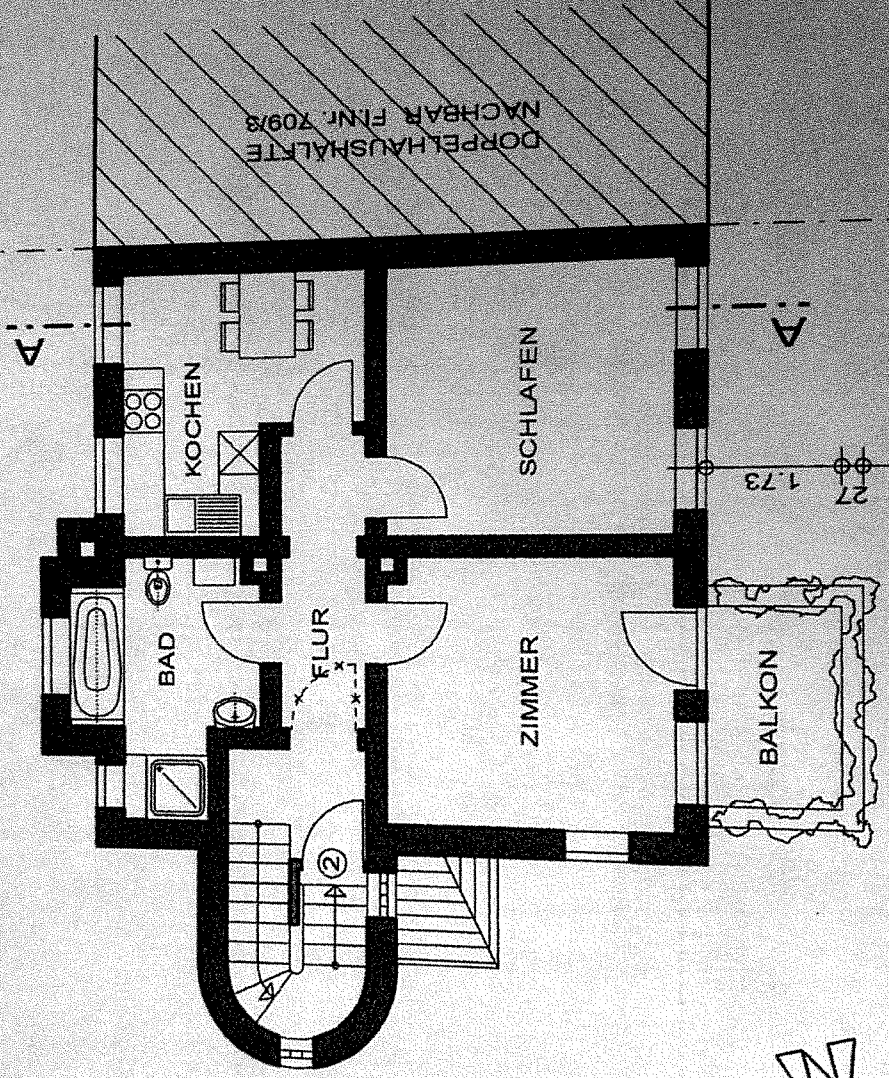 DOPPELHAUSHÄLFTE
NACHBAR Fl.Nr. 709/3
A
A
KOCHEN
SCHLAFEN
1.73
27
BAD
FLUR
ZIMMER
BALKON
2
N